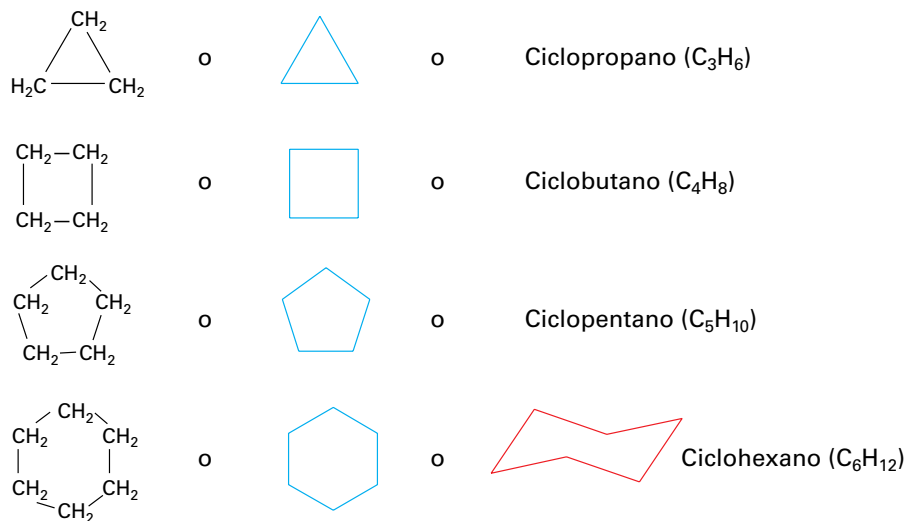 CH₂
H₂C CH₂ o o Ciclopropano (C₃H₆)
CH₂—CH₂
CH₂—CH₂ o o Ciclobutano (C₄H₈)
CH₂
CH₂ CH₂
CH₂—CH₂ o o Ciclopentano (C₅H₁₀)
CH₂
CH₂ CH₂
CH₂ CH₂
CH₂ o o Ciclohexano (C₆H₁₂)